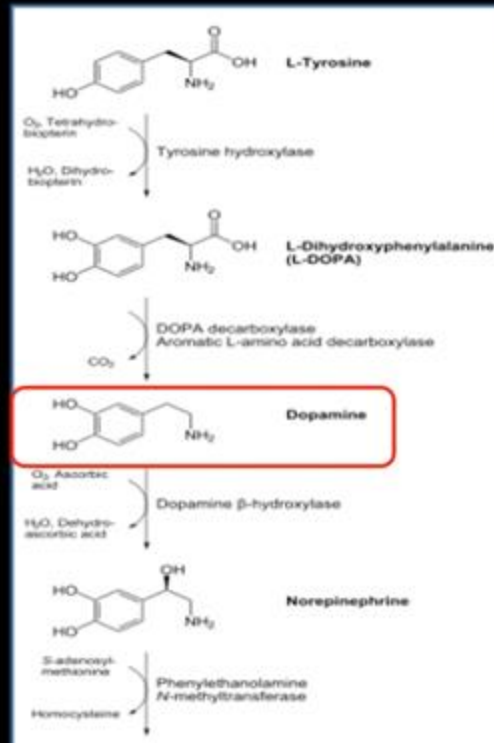 O
OH
L-Tyrosine
HO
NH₂
O₂, Tetrahydro-
biopterin
Tyrosine hydroxylase
H₂O, Dihydro-
biopterin
O
HO
OH
L-Dihydroxyphenylalanine
NH₂
(L-DOPA)
HO
DOPA decarboxylase
Aromatic L-amino acid decarboxylase
CO₂
HO
Dopamine
HO
NH₂
O₂, Ascorbic
acid
Dopamine β-hydroxylase
H₂O, Dehydro-
ascorbic acid
OH
HO
Norepinephrine
HO
NH₂
S-adenosyl-
methionine
Phenylethanolamine
N-methyltransferase
Homocysteine